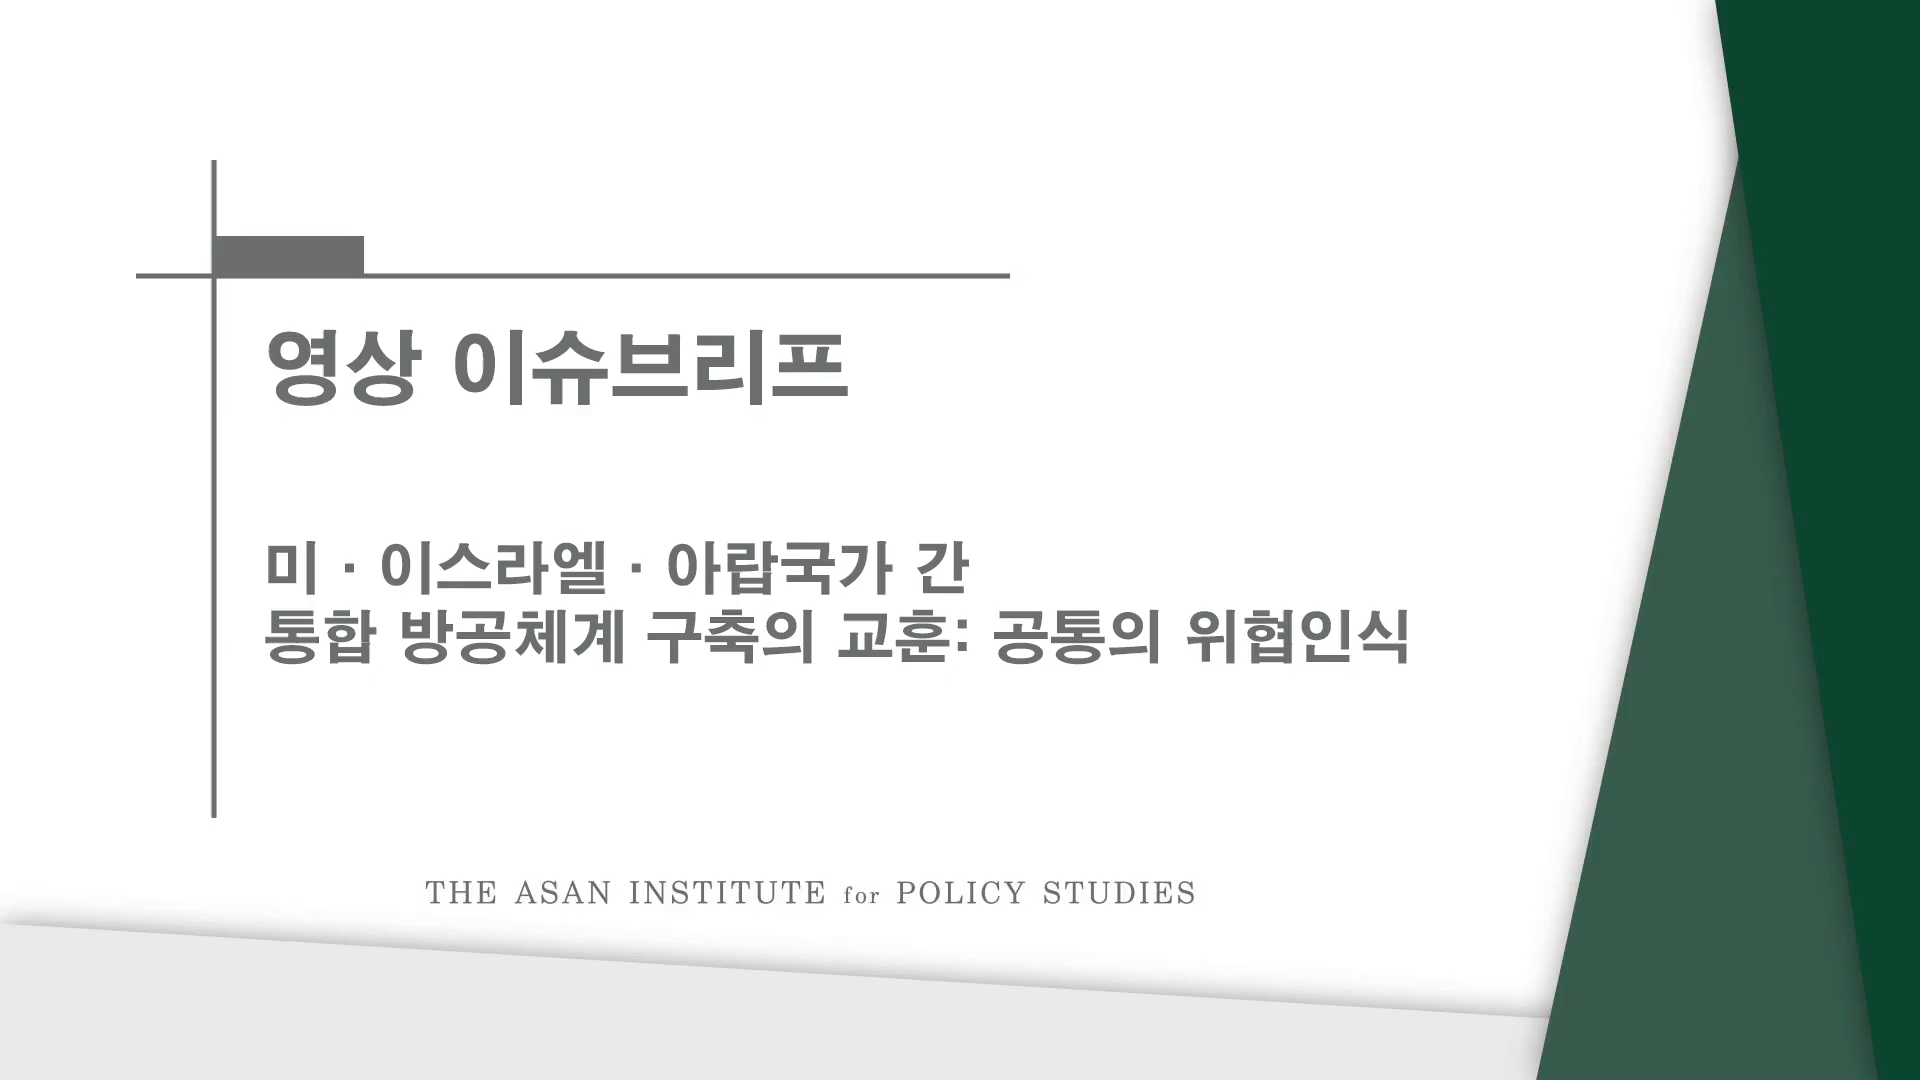 영상 이슈브리프
미 · 이스라엘 · 아랍국가 간
통합 방공체계 구축의 교훈: 공통의 위협인식
THE ASAN INSTITUTE for POLICY STUDIES